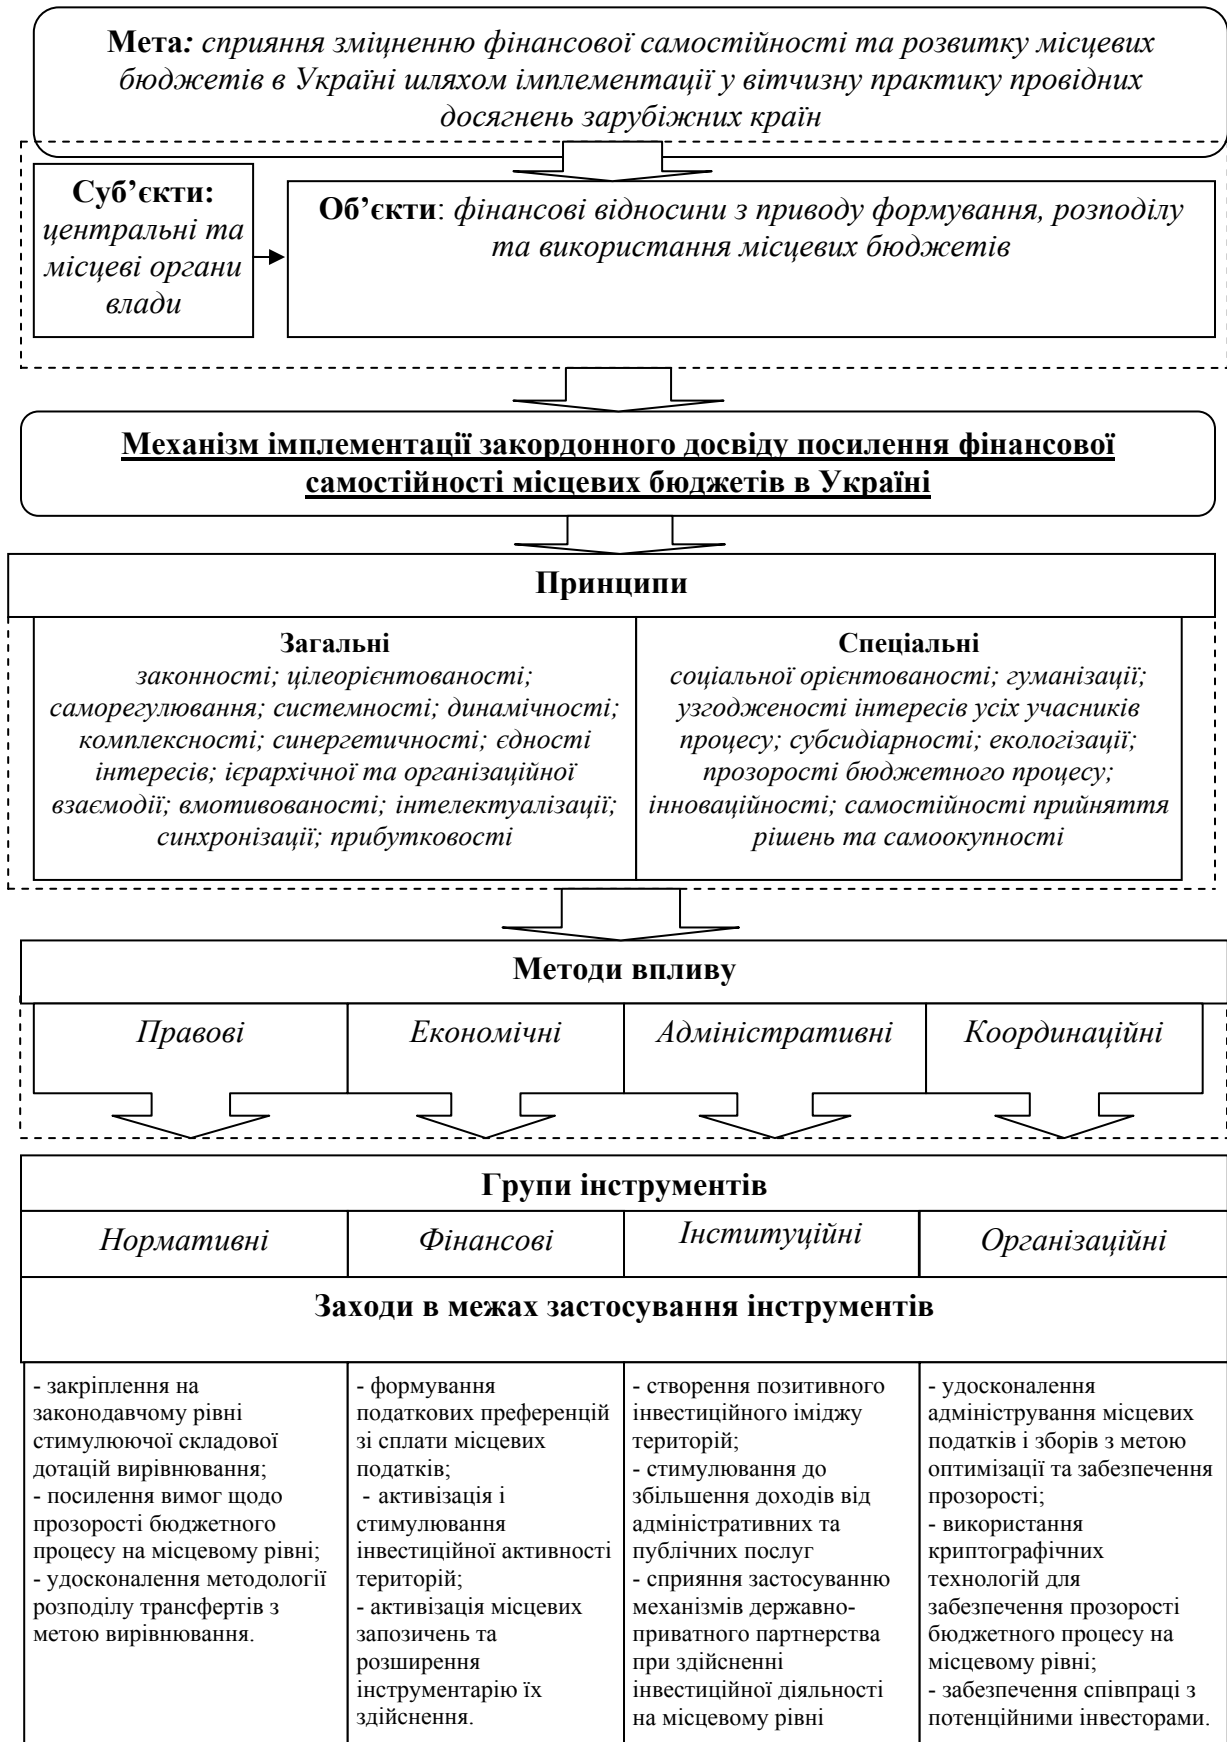 Мета: сприяння зміцненню фінансової самостійності та розвитку місцевих
бюджетів в Україні шляхом імплементації у вітчизну практику провідних
досягнень зарубіжних країн
Суб’єкти:
центральні та
місцеві органи
влади
Об’єкти: фінансові відносини з приводу формування, розподілу
та використання місцевих бюджетів
Механізм імплементації закордонного досвіду посилення фінансової
самостійності місцевих бюджетів в Україні
Принципи
Загальні
законності; цілеорієнтованості;
саморегулювання; системності; динамічності;
комплексності; синергетичності; єдності
інтересів; ієрархічної та організаційної
взаємодії; вмотивованості; інтелектуалізації;
синхронізації; прибутковості
Спеціальні
соціальної орієнтованості; гуманізації;
узгодженості інтересів усіх учасників
процесу; субсидіарності; екологізації;
прозорості бюджетного процесу;
інноваційності; самостійності прийняття
рішень та самоокупності
Методи впливу
Правові
Економічні
Адміністративні
Координаційні
Групи інструментів
Нормативні
Фінансові
Інституційні
Організаційні
Заходи в межах застосування інструментів
- закріплення на
законодавчому рівні
стимулюючої складової
дотацій вирівнювання;
- посилення вимог щодо
прозорості бюджетного
процесу на місцевому рівні;
- удосконалення методології
розподілу трансфертів з
метою вирівнювання.
- формування
податкових преференцій
зі сплати місцевих
податків;
- активізація і
стимулювання
інвестиційної активності
територій;
- активізація місцевих
запозичень та
розширення
інструментарію їх
здійснення.
- створення позитивного
інвестиційного іміджу
територій;
- стимулювання до
збільшення доходів від
адміністративних та
публічних послуг
- сприяння застосуванню
механізмів державно-
приватного партнерства
при здійсненні
інвестиційної діяльності
на місцевому рівні
- удосконалення
адміністрування місцевих
податків і зборів з метою
оптимізації та забезпечення
прозорості;
- використання
криптографічних
технологій для
забезпечення прозорості
бюджетного процесу на
місцевому рівні;
- забезпечення співпраці з
потенційними інвесторами.